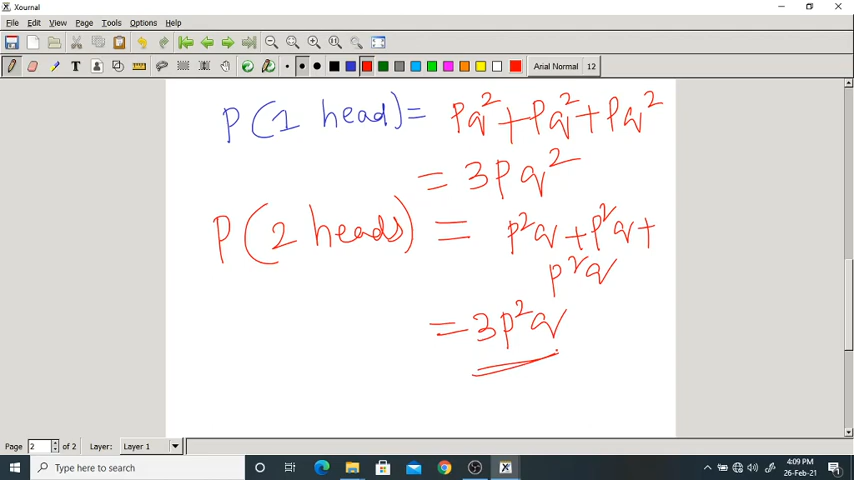 Xournal
File Edit View Page Tools Options Help
Arial Normal 12
P(1 head) = pq²+pq²+pq²
= 3pq²
P(2 heads) = p²q+p²q+
p²q
= 3p²q
Page 2 of 2 Layer: Layer 1
Type here to search
4:09 PM
26-Feb-21